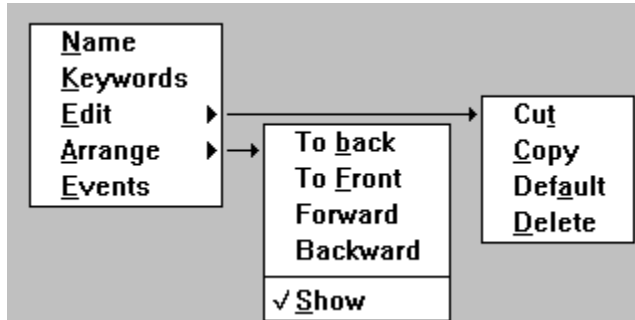 Name
Keywords
Edit
Arrange
Events
To back
To Front
Forward
Backward
√ Show
Cut
Copy
Default
Delete